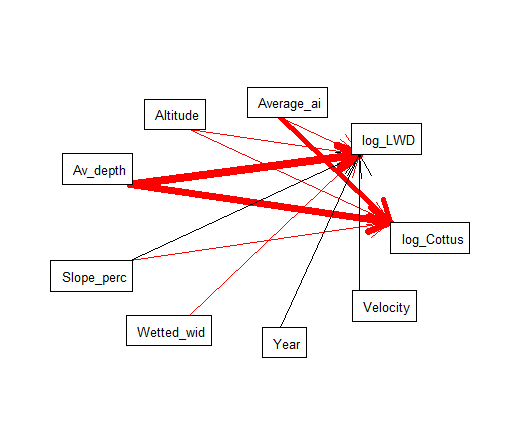 Average_ai
Altitude
log_LWD
Av_depth
log_Cottus
Slope_perc
Velocity
Wetted_wid
Year